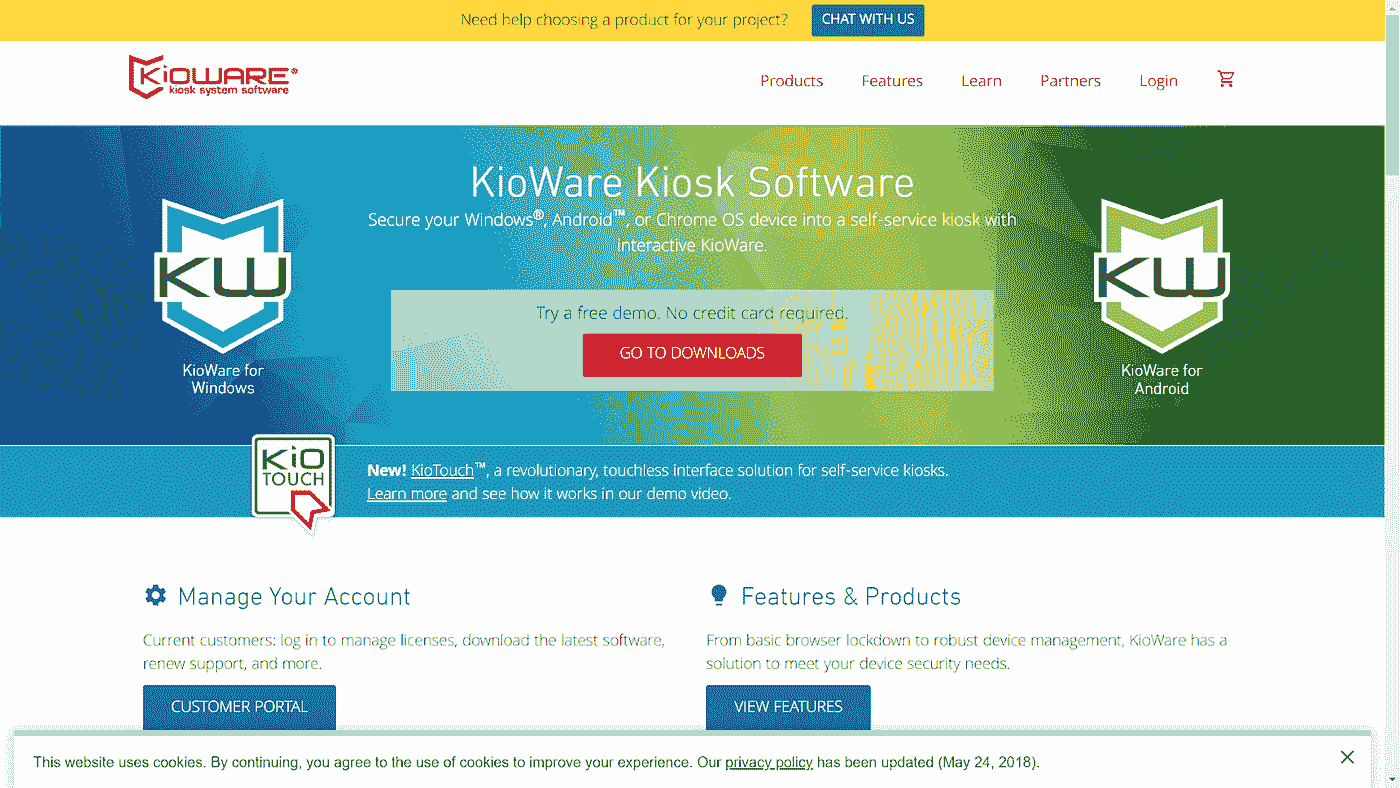 Need help choosing a product for your project? CHAT WITH US
KIOWARE®
kiosk system software
Products Features Learn Partners Login
KioWare Kiosk Software
Secure your Windows®, Android™, or Chrome OS device into a self-service kiosk with
interactive KioWare.
Try a free demo. No credit card required.
GO TO DOWNLOADS
KW
KioWare for
Windows
KW
KioWare for
Android
KiO
TOUCH
New! KioTouch™, a revolutionary, touchless interface solution for self-service kiosks.
Learn more and see how it works in our demo video.
Manage Your Account
Current customers: log in to manage licenses, download the latest software,
renew support, and more.
CUSTOMER PORTAL
Features & Products
From basic browser lockdown to robust device management, KioWare has a
solution to meet your device security needs.
VIEW FEATURES
This website uses cookies. By continuing, you agree to the use of cookies to improve your experience. Our privacy policy has been updated (May 24, 2018).